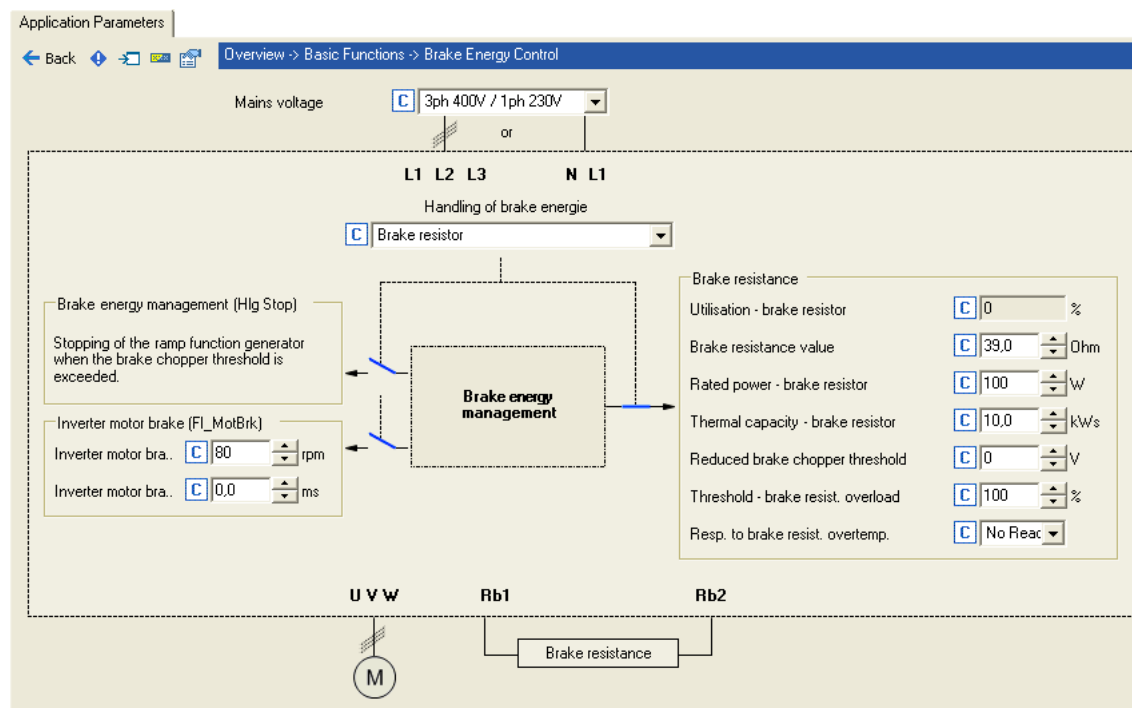 Application Parameters
Back
Overview -> Basic Functions -> Brake Energy Control
Mains voltage
C 3ph 400V / 1ph 230V
or
L1 L2 L3 N L1
Handling of brake energie
C Brake resistor
Brake energy management (Hlg Stop)
Stopping of the ramp function generator
when the brake chopper threshold is
exceeded.
Inverter motor brake (FI_MotBrk)
Inverter motor bra.. C 80 rpm
Inverter motor bra.. C 0,0 ms
Brake energy
management
Brake resistance
Utilisation - brake resistor C 0 %
Brake resistance value C 39,0 Ohm
Rated power - brake resistor C 100 W
Thermal capacity - brake resistor C 10,0 kWs
Reduced brake chopper threshold C 0 V
Threshold - brake resist. overload C 100 %
Resp. to brake resist. overtemp. C No Reac
U V W Rb1 Rb2
Brake resistance
M